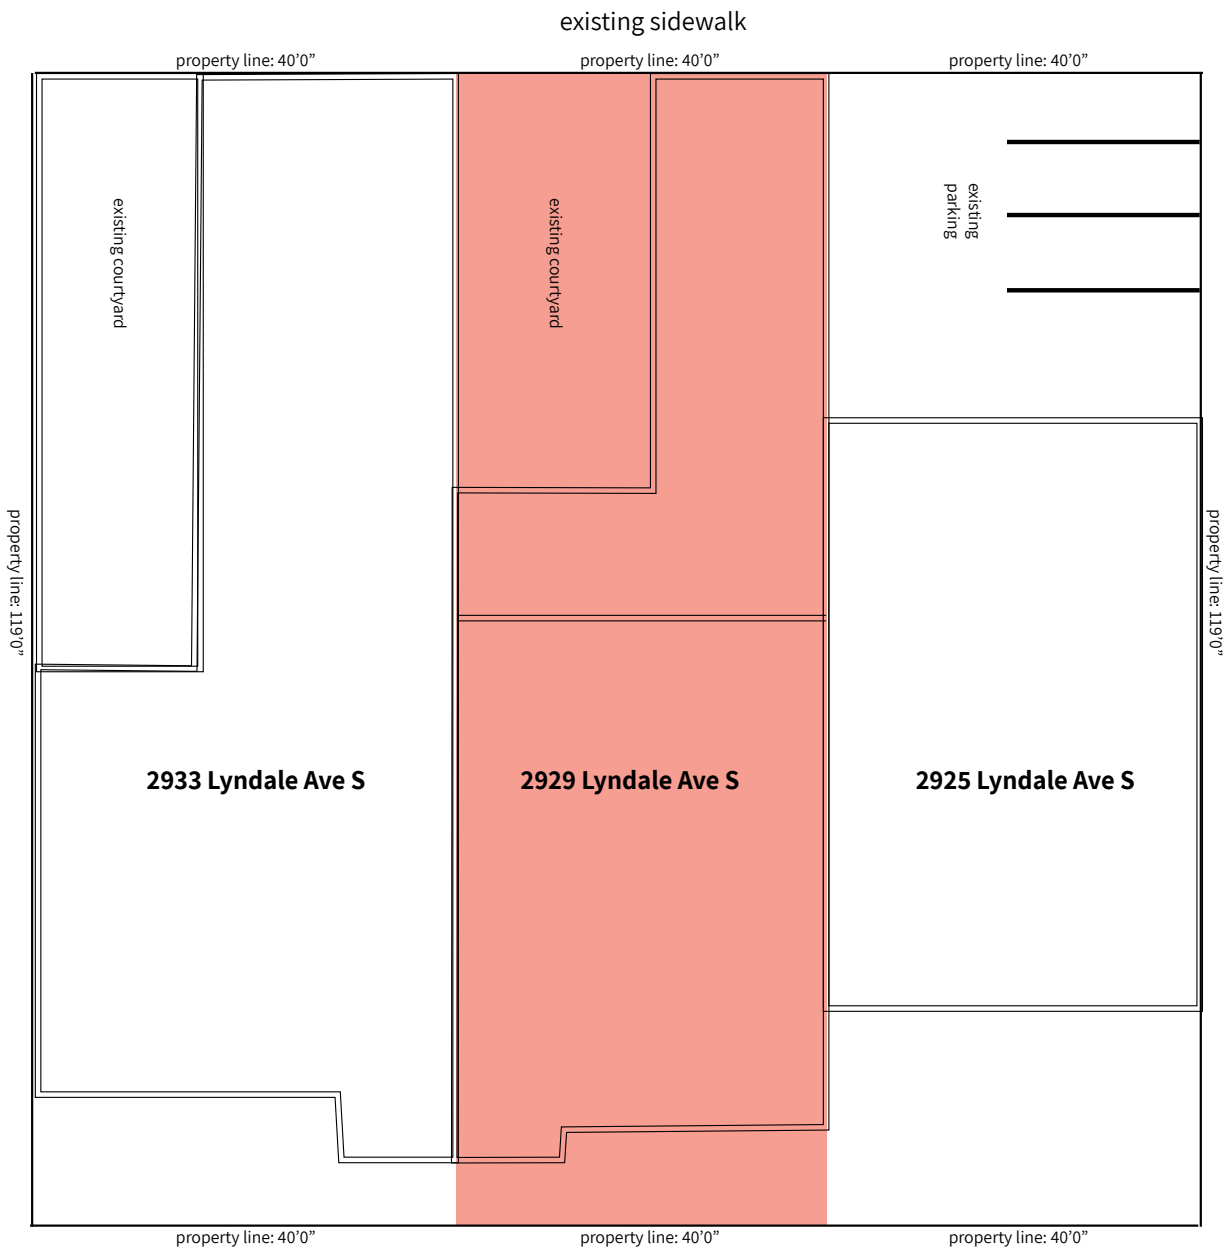 existing sidewalk
property line: 40’0”
property line: 40’0”
property line: 40’0”
existing courtyard
existing courtyard
existing
parking
property line: 119’0”
property line: 119’0”
2933 Lyndale Ave S
2929 Lyndale Ave S
2925 Lyndale Ave S
property line: 40’0”
property line: 40’0”
property line: 40’0”